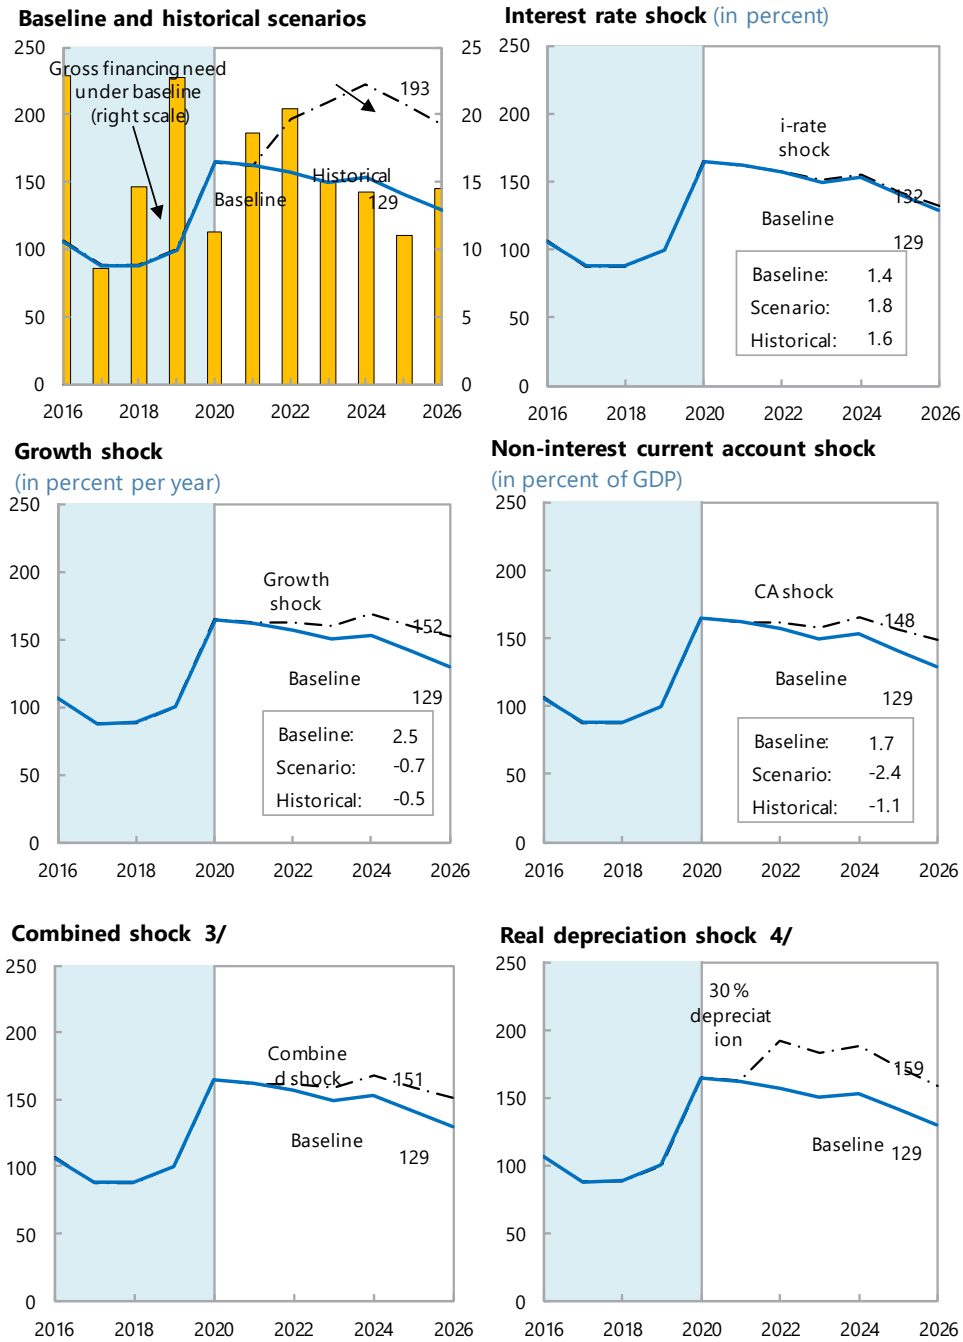 Baseline and historical scenarios
250
200
150
100
50
0
25
20
15
10
5
0
Gross financing need
under baseline
(right scale)
193
Historical
Baseline
129
2016
2018
2020
2022
2024
2026
Interest rate shock (in percent)
250
200
150
100
50
0
i-rate
shock
132
Baseline
129
Baseline: 1.4
Scenario: 1.8
Historical: 1.6
2016
2018
2020
2022
2024
2026
Growth shock
(in percent per year)
250
200
150
100
50
0
Growth
shock
152
Baseline
129
Baseline: 2.5
Scenario: -0.7
Historical: -0.5
2016
2018
2020
2022
2024
2026
Non-interest current account shock
(in percent of GDP)
250
200
150
100
50
0
CA shock
148
Baseline
129
Baseline: 1.7
Scenario: -2.4
Historical: -1.1
2016
2018
2020
2022
2024
2026
Combined shock 3/
250
200
150
100
50
0
Combine
d shock
151
Baseline
129
2016
2018
2020
2022
2024
2026
Real depreciation shock 4/
250
200
150
100
50
0
30 %
depreciat
ion
159
Baseline
129
2016
2018
2020
2022
2024
2026